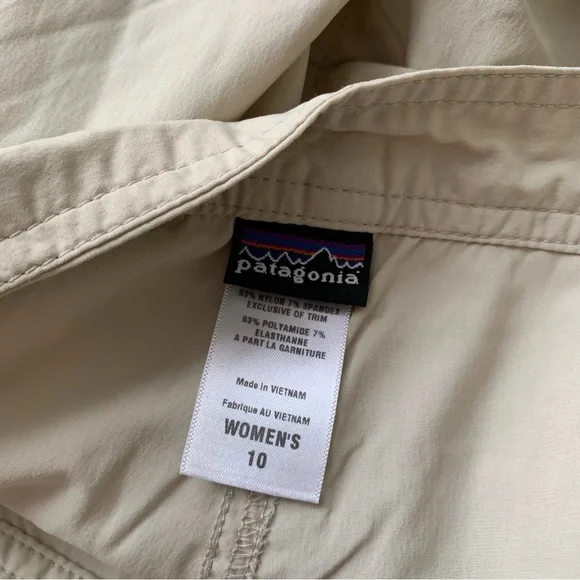 patagonia
93% NYLON 7% SPANDEX
EXCLUSIVE OF TRIM
93% POLYAMIDE 7%
ELASTHANNE
A PART LA GARNITURE
Made in VIETNAM
Fabrique AU VIETNAM
WOMEN'S
10